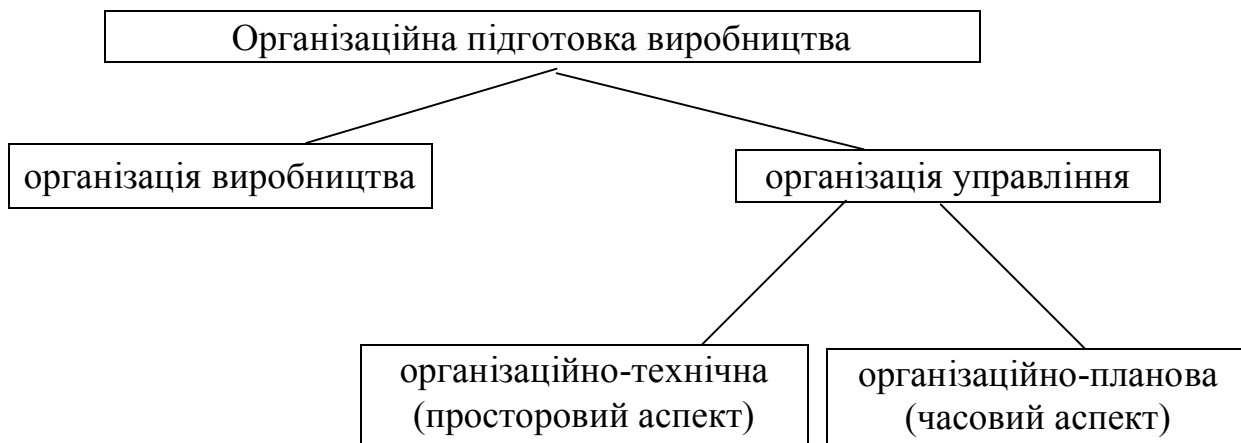 Організаційна підготовка виробництва
організація виробництва
організація управління
організаційно-технічна
(просторовий аспект)
організаційно-планова
(часовий аспект)